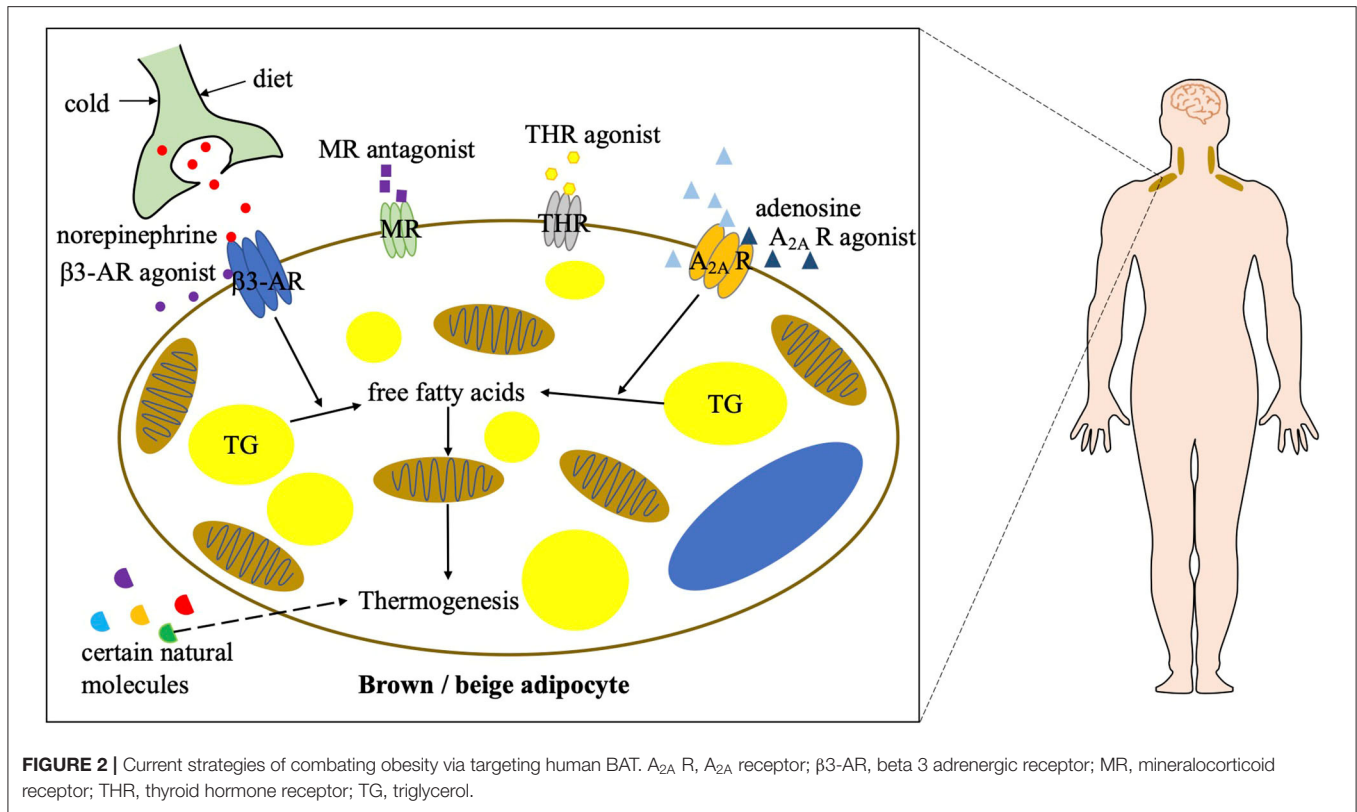 diet
cold
MR antagonist
THR agonist
adenosine
A2A R agonist
norepinephrine
β3-AR agonist
β3-AR
MR
THR
A2A R
free fatty acids
TG
TG
Thermogenesis
certain natural
molecules
Brown / beige adipocyte
FIGURE 2 | Current strategies of combating obesity via targeting human BAT. A2A R, A2A receptor; β3-AR, beta 3 adrenergic receptor; MR, mineralocorticoid
receptor; THR, thyroid hormone receptor; TG, triglycerol.